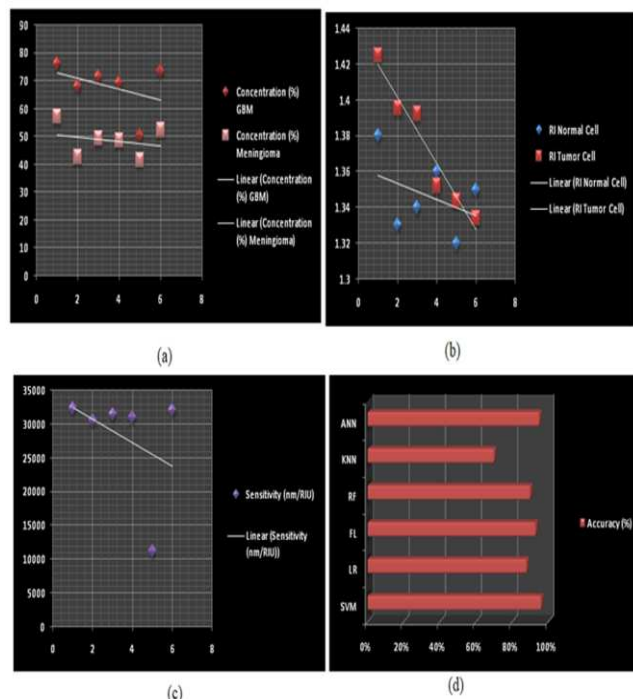 90
80
70
60
50
40
30
20
10
0
0 2 4 6 8
Concentration (%)
GBM
Concentration (%)
Meningioma
Linear (Concentration
(%) GBM)
Linear (Concentration
(%) Meningioma)
(a)
1.44
1.42
1.4
1.38
1.36
1.34
1.32
1.3
0 2 4 6 8
RI Normal Cell
RI Tumor Cell
Linear (RI Normal Cell)
Linear (RI Tumor Cell)
(b)
35000
30000
25000
20000
15000
10000
5000
0
0 2 4 6 8
Sensitivity (nm/RIU)
Linear (Sensitivity
(nm/RIU))
(c)
ANN
KNN
RF
FL
LR
SVM
0% 20% 40% 60% 80% 100%
Accuracy (%)
(d)